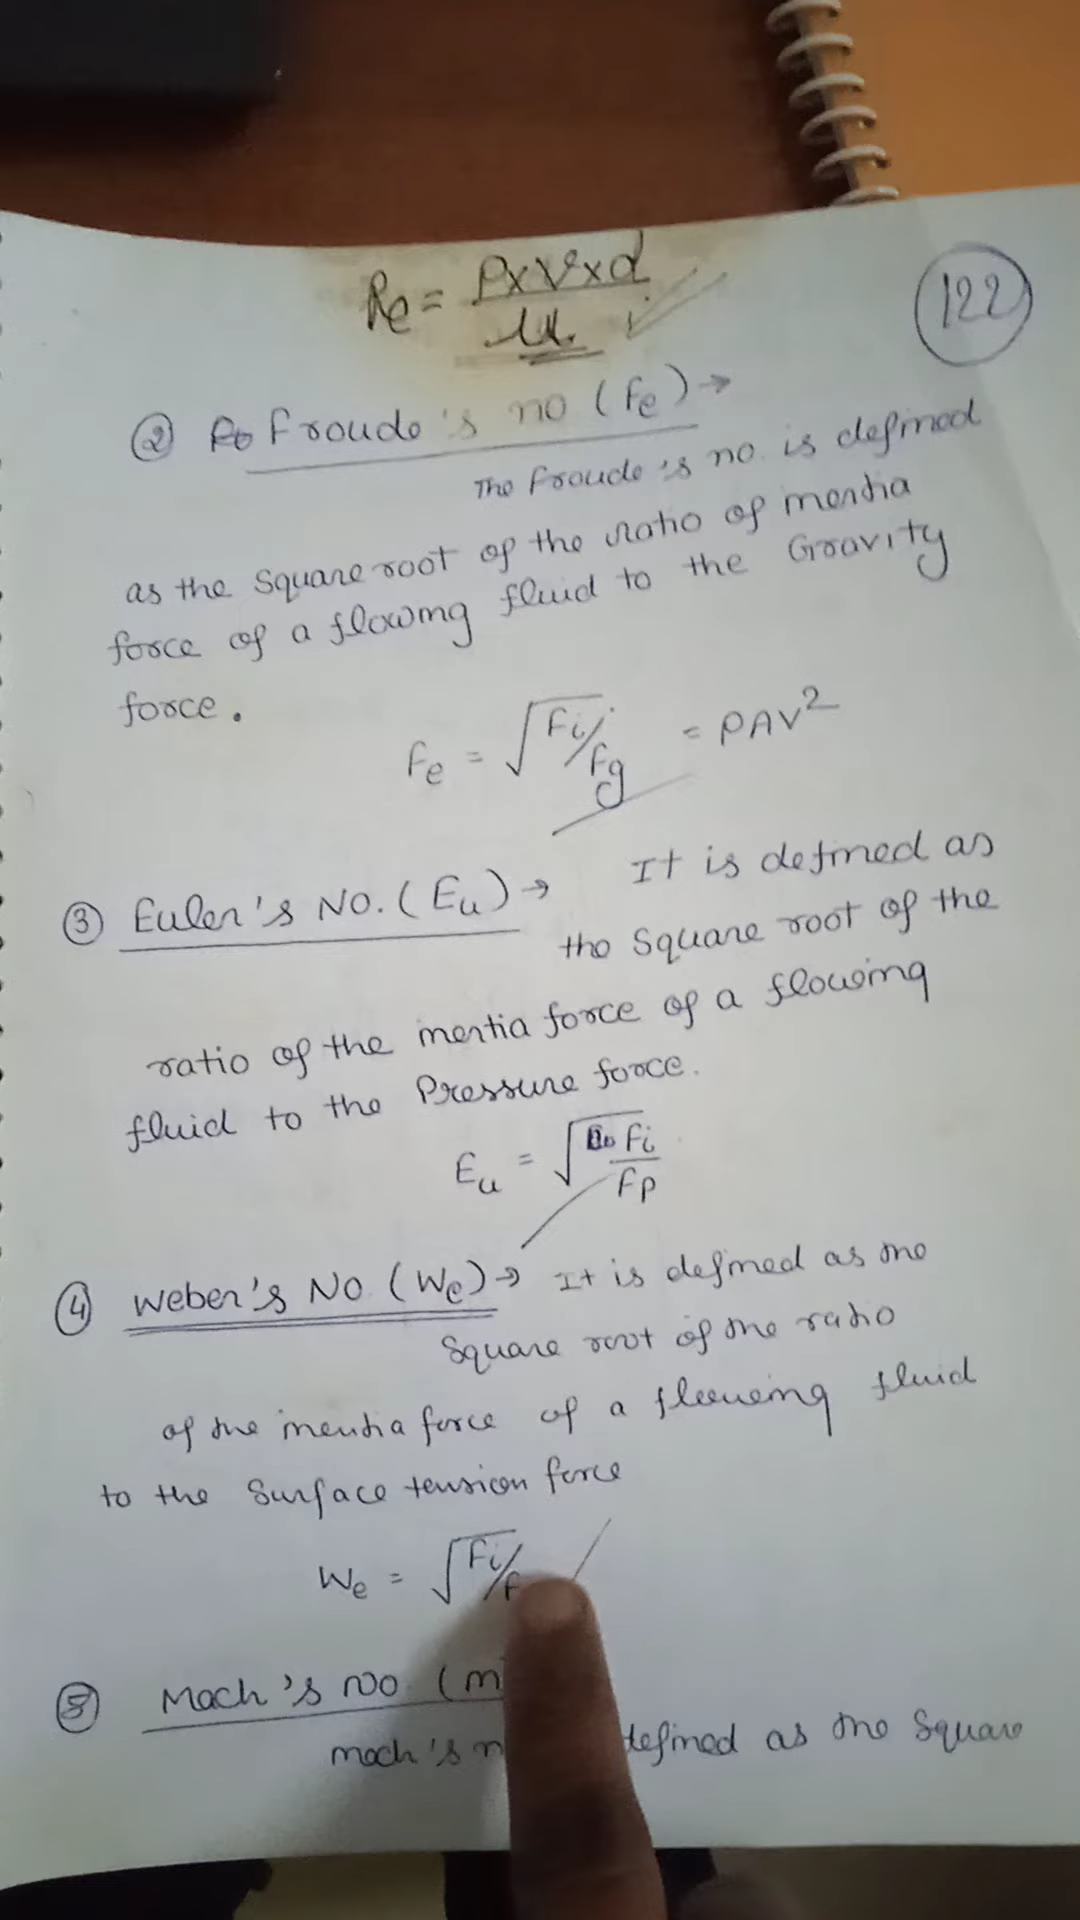 Re = ρxVxd
μ.
122
② Froude's no (Fe) →
The Froude's no. is defined
as the square root of the ratio of inertia
force of a flowing fluid to the Gravity
force.
Fe = √Fi/Fg = ρAV²
③ Euler's NO. (Eu) → It is defined as
the square root of the
ratio of the inertia force of a flowing
fluid to the Pressure force.
Eu = √Fi/Fp
④ Weber's NO. (We) → It is defined as the
Square root of the ratio
of the inertia force of a flowing fluid
to the Surface tension force
We = √Fi/F
⑤ Mach's NO. (m
mach's n defined as the square